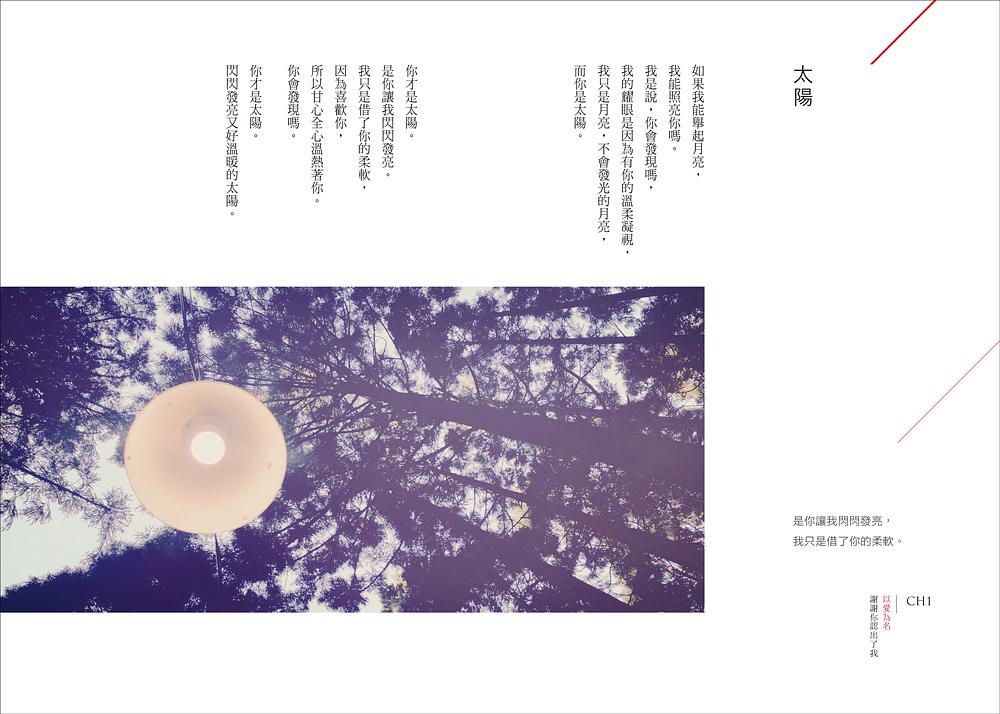 太陽
如果我能舉起月亮，
我能照亮你嗎。
我是說，你會發現嗎，
我的耀眼是因為有你的溫柔凝視，
我只是月亮，不會發光的月亮，
而你是太陽。
你才是太陽。
是你讓我閃閃發亮。
我只是借了你的柔軟，
因為喜歡你，
所以甘心全心溫熱著你。
你會發現嗎。
你才是太陽。
閃閃發亮又好溫暖的太陽。
是你讓我閃閃發亮，
我只是借了你的柔軟。
CH1
以愛為名
謝謝你認出了我